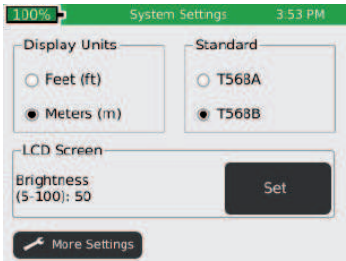 100% System Settings 3:53 PM
Display Units
Feet (ft)
Meters (m)
Standard
T568A
T568B
LCD Screen
Brightness
(5-100): 50
Set
More Settings